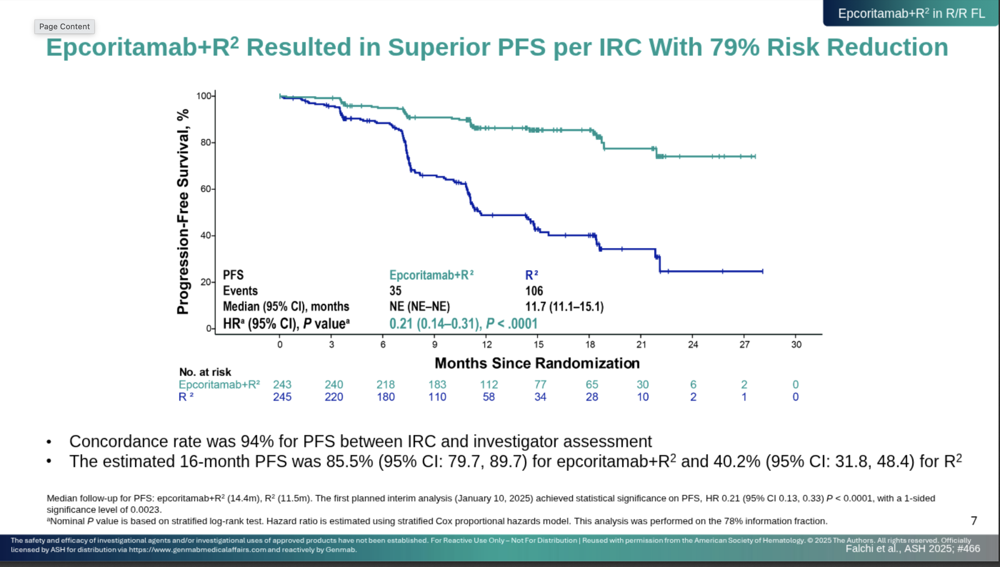 Epcoritamab+R² in R/R FL
Page Content
Epcoritamab+R² Resulted in Superior PFS per IRC With 79% Risk Reduction
Progression-Free Survival, %
100
80
60
40
20
0
PFS Epcoritamab+R² R²
Events 35 106
Median (95% CI), months NE (NE–NE) 11.7 (11.1–15.1)
HRᵃ (95% CI), P valueᵃ 0.21 (0.14–0.31), P < .0001
0 3 6 9 12 15 18 21 24 27 30
Months Since Randomization
No. at risk
Epcoritamab+R² 243 240 218 183 112 77 65 30 6 2 0
R ² 245 220 180 110 58 34 28 10 2 1 0
• Concordance rate was 94% for PFS between IRC and investigator assessment
• The estimated 16-month PFS was 85.5% (95% CI: 79.7, 89.7) for epcoritamab+R² and 40.2% (95% CI: 31.8, 48.4) for R²
Median follow-up for PFS: epcoritamab+R² (14.4m), R² (11.5m). The first planned interim analysis (January 10, 2025) achieved statistical significance on PFS, HR 0.21 (95% CI 0.13, 0.33) P < 0.0001, with a 1-sided
significance level of 0.0023.
ᵃNominal P value is based on stratified log-rank test. Hazard ratio is estimated using stratified Cox proportional hazards model. This analysis was performed on the 78% information fraction.
7
The safety and efficacy of investigational agents and/or investigational uses of approved products have not been established. For Reactive Use Only – Not For Distribution | Reused with permission from the American Society of Hematology. © 2025 The Authors. All rights reserved. Officially
licensed by ASH for distribution via https://www.genmabmedicalaffairs.com and reactively by Genmab.
Falchi et al., ASH 2025; #466